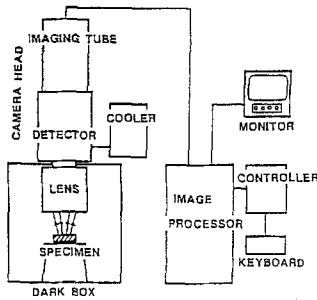 CAMERA HEAD
IMAGING TUBE
DETECTOR
COOLER
LENS
SPECIMEN
DARK BOX
MONITOR
IMAGE
PROCESSOR
CONTROLLER
KEYBOARD